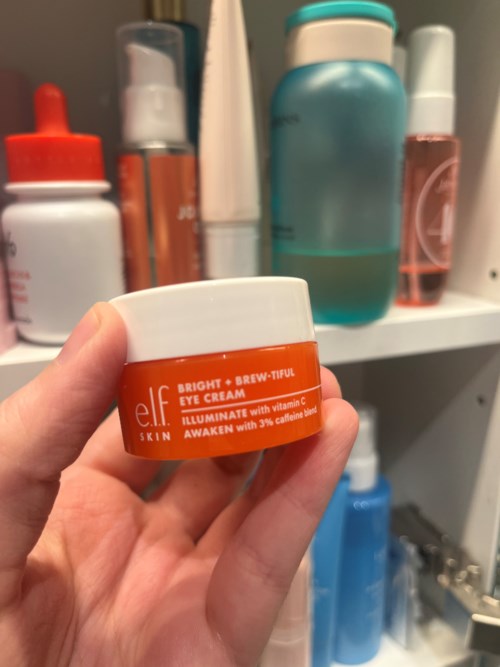 e.l.f.
SKIN
BRIGHT + BREW-TIFUL
EYE CREAM
ILLUMINATE with vitamin C
AWAKEN with 3% caffeine blend